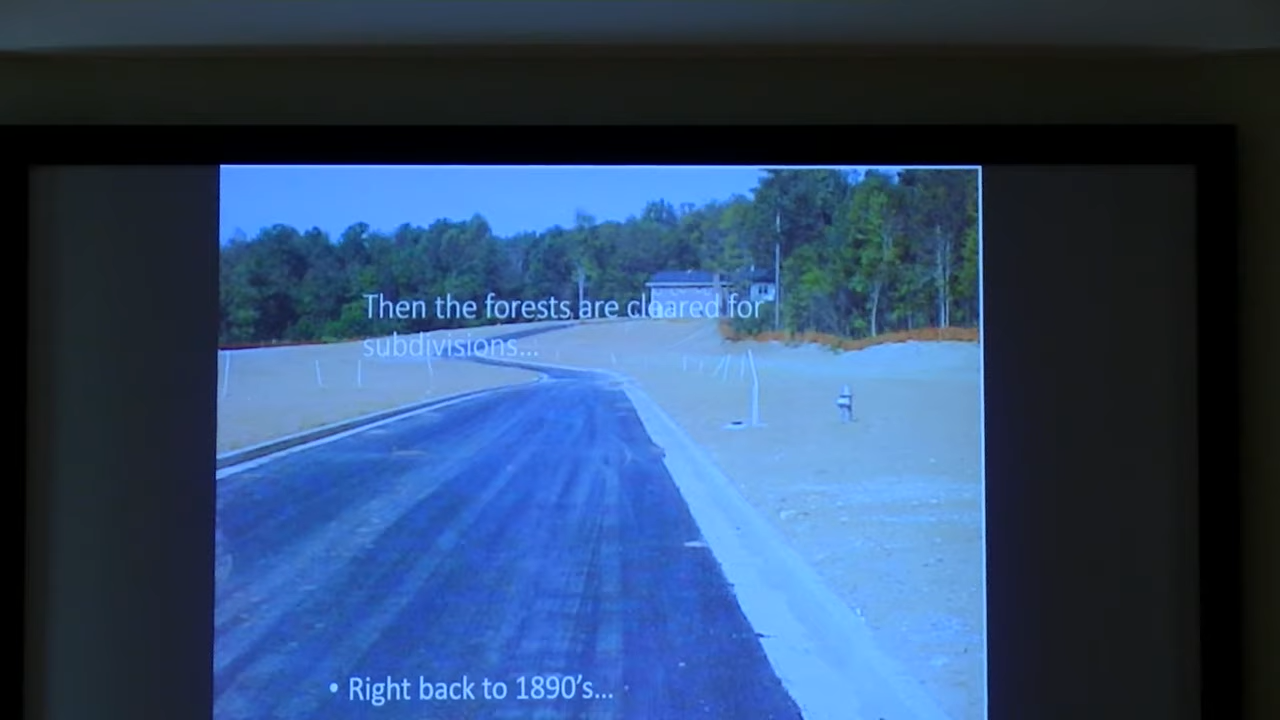 Then the forests are cleared for
subdivisions...
• Right back to 1890's...